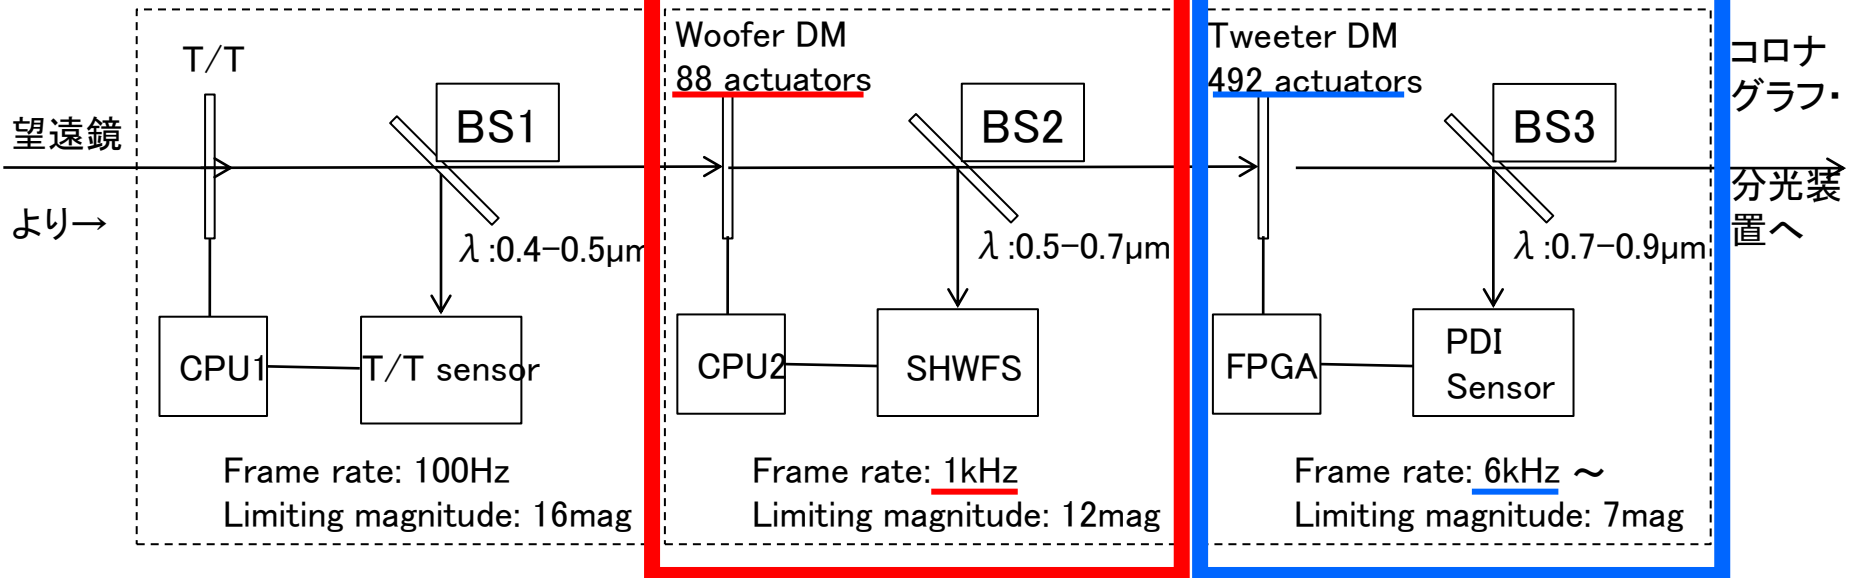 望遠鏡
より→
T/T
BS1
λ:0.4-0.5μm
CPU1
T/T sensor
Frame rate: 100Hz
Limiting magnitude: 16mag
Woofer DM
88 actuators
BS2
λ:0.5-0.7μm
CPU2
SHWFS
Frame rate: 1kHz
Limiting magnitude: 12mag
Tweeter DM
492 actuators
BS3
λ:0.7-0.9μm
FPGA
PDI
Sensor
Frame rate: 6kHz ～
Limiting magnitude: 7mag
コロナ
グラフ・
分光装
置へ